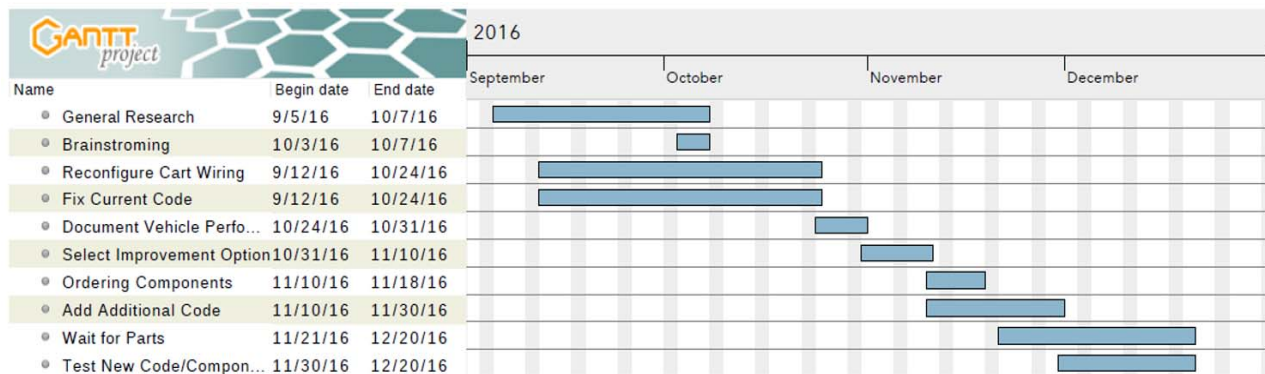 GANTT
project
2016
September October November December
Name Begin date End date
General Research 9/5/16 10/7/16
Brainstroming 10/3/16 10/7/16
Reconfigure Cart Wiring 9/12/16 10/24/16
Fix Current Code 9/12/16 10/24/16
Document Vehicle Perfo... 10/24/16 10/31/16
Select Improvement Option 10/31/16 11/10/16
Ordering Components 11/10/16 11/18/16
Add Additional Code 11/10/16 11/30/16
Wait for Parts 11/21/16 12/20/16
Test New Code/Compon... 11/30/16 12/20/16